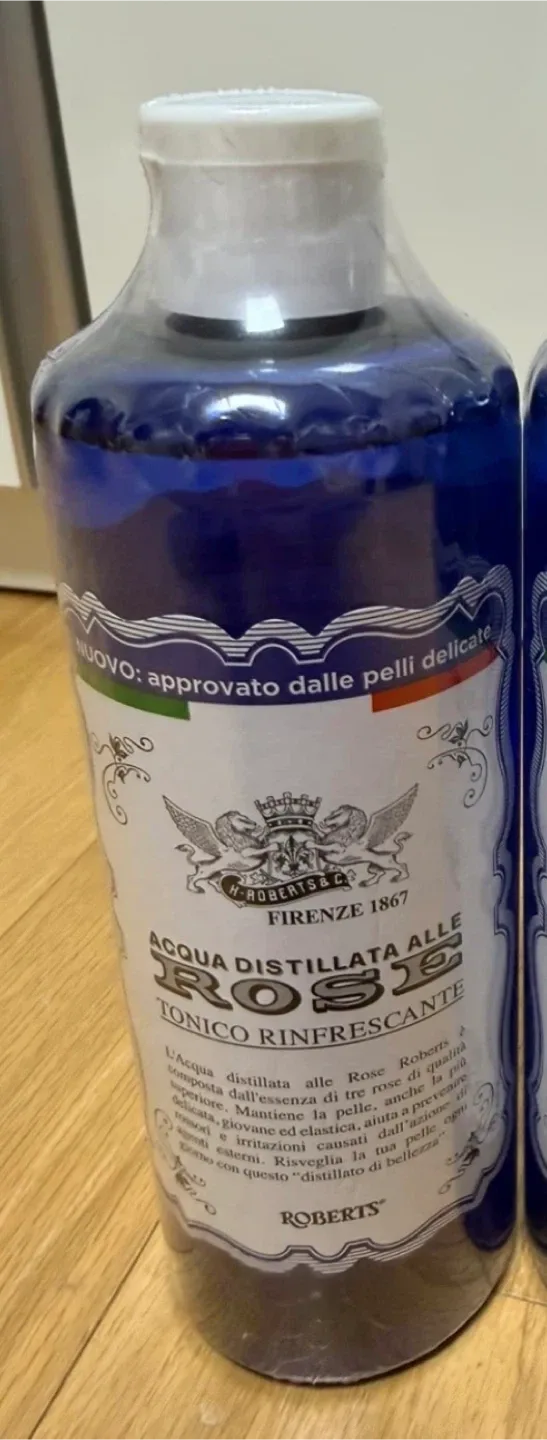 NUOVO: approvato dalle pelli delicate
H·ROBERTS & C.
FIRENZE 1867
ACQUA DISTILLATA ALLE
ROSE
TONICO RINFRESCANTE
L'Acqua distillata alle Rose Roberts è
composta dall'essenza di tre rose di qualità
superiore. Mantiene la pelle, anche la più
delicata, giovane ed elastica, aiuta a prevenire
rossori e irritazioni causati dall'azione di
agenti esterni. Risveglia la tua pelle ogni
giorno con questo "distillato di bellezza".
ROBERTS®